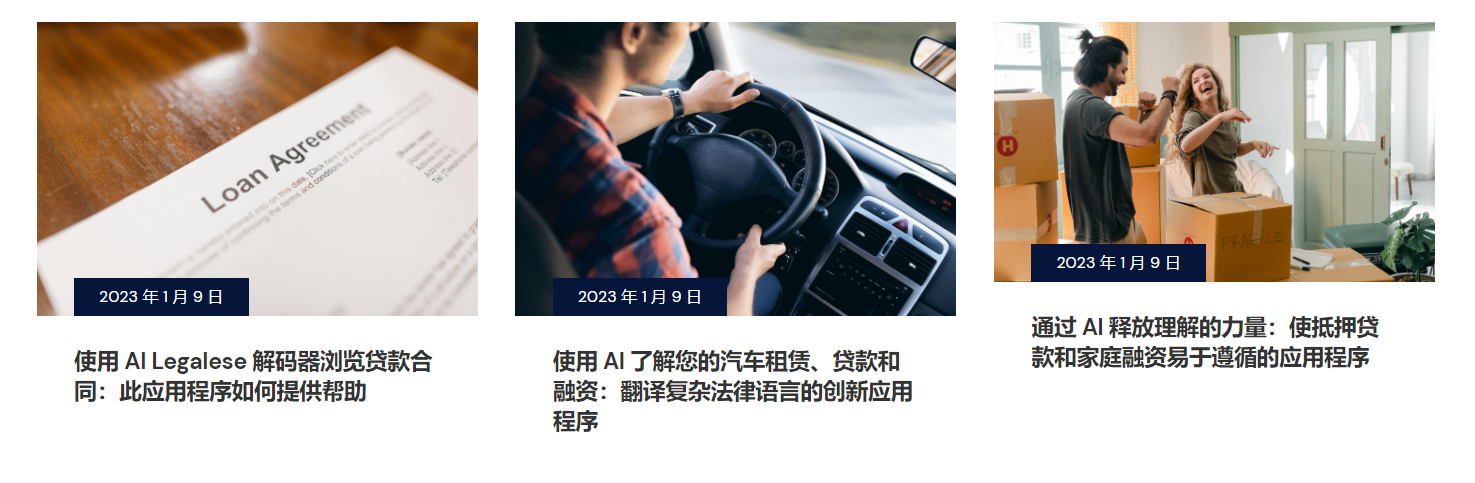 Loan Agreement
2023 年 1 月 9 日
使用 AI Legalese 解码器浏览贷款合
同：此应用程序如何提供帮助
2023 年 1 月 9 日
使用 AI 了解您的汽车租赁、贷款和
融资：翻译复杂法律语言的创新应用
程序
H
FRAGILE
2023 年 1 月 9 日
通过 AI 释放理解的力量：使抵押贷
款和家庭融资易于遵循的应用程序